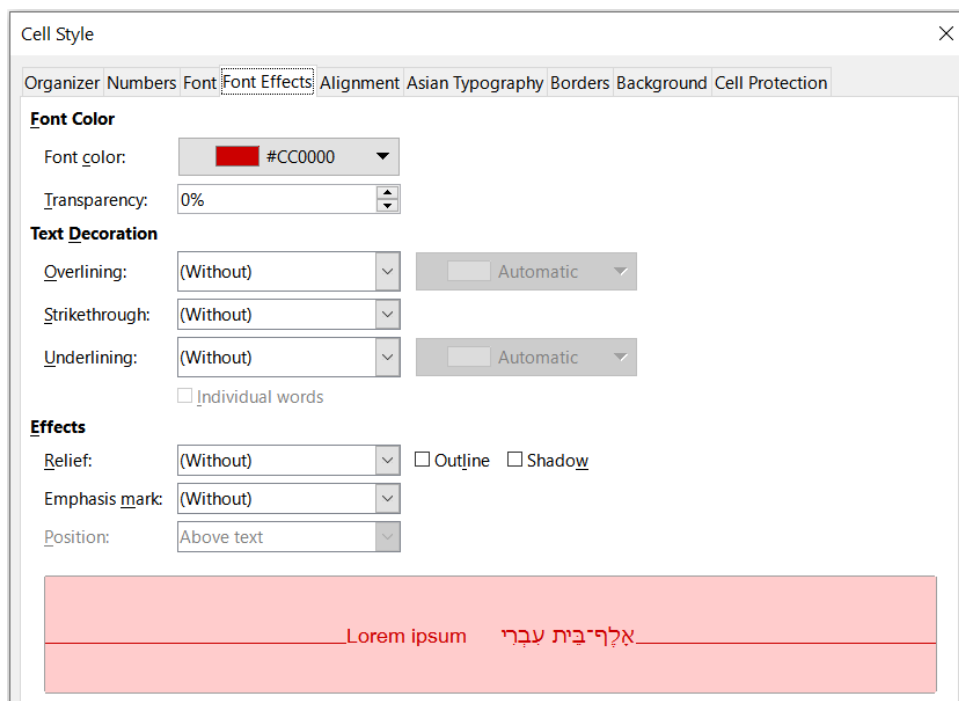 Cell Style
Organizer Numbers Font Font Effects Alignment Asian Typography Borders Background Cell Protection
Font Color
Font color: #CC0000
Transparency: 0%
Text Decoration
Overlining: (Without) Automatic
Strikethrough: (Without)
Underlining: (Without) Automatic
Individual words
Effects
Relief: (Without) Outline Shadow
Emphasis mark: (Without)
Position: Above text
Lorem ipsum אָלֶף־בֵּית עִבְרִי